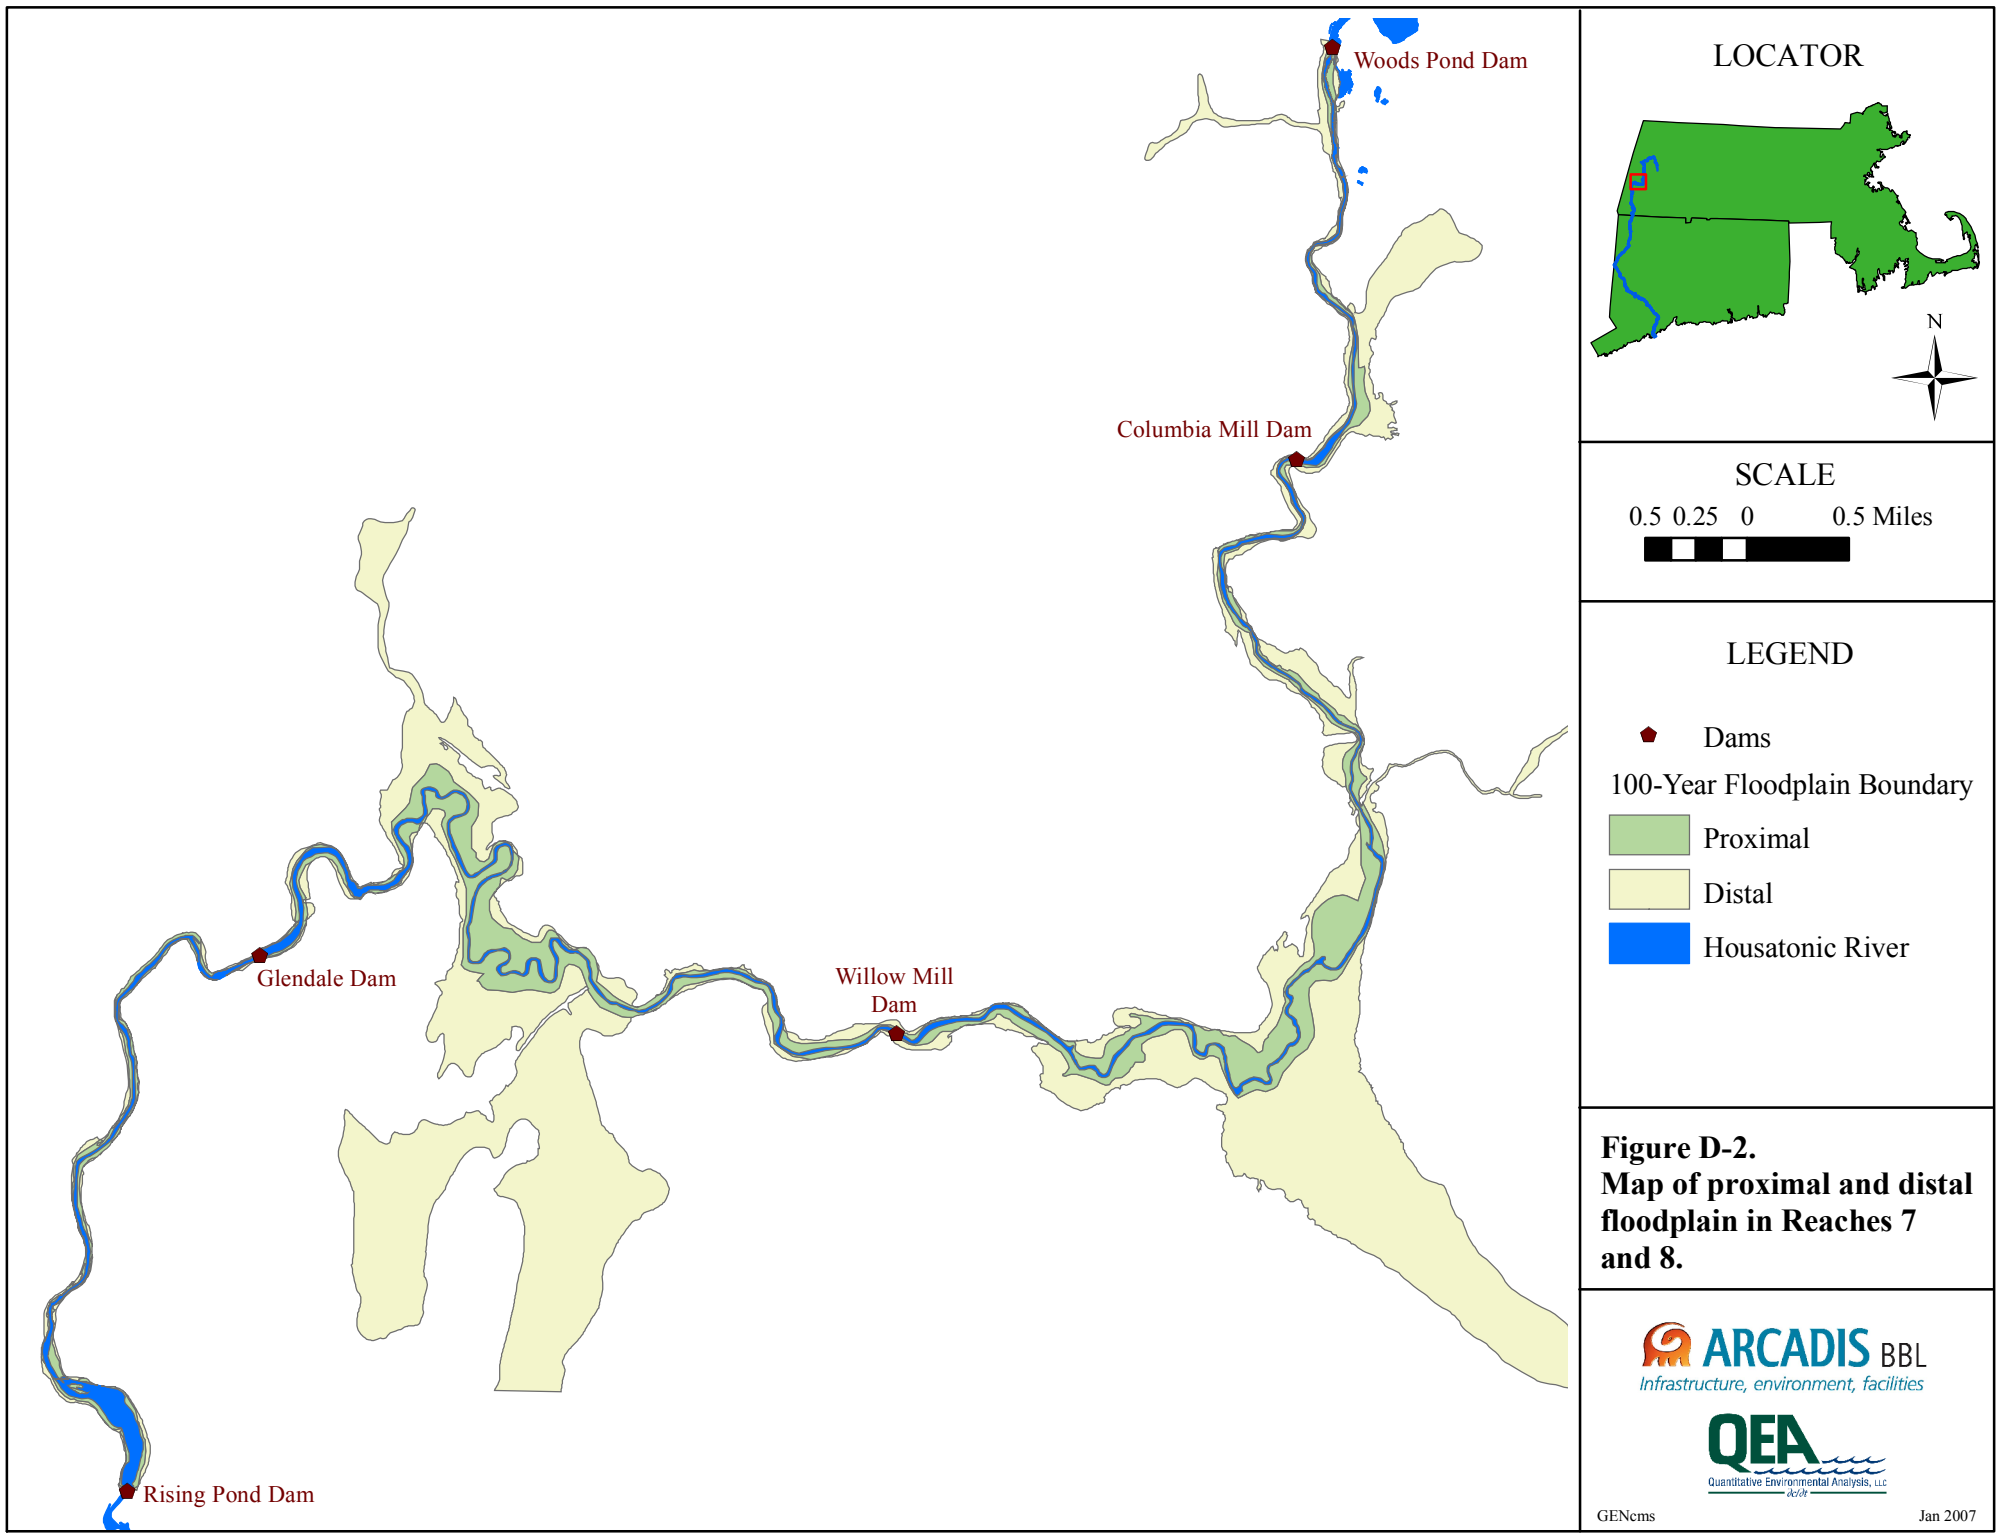 Woods Pond Dam
Columbia Mill Dam
Willow Mill
Dam
Glendale Dam
Rising Pond Dam
LOCATOR
N
SCALE
0.5 0.25 0 0.5 Miles
LEGEND
Dams
100-Year Floodplain Boundary
Proximal
Distal
Housatonic River
Figure D-2.
Map of proximal and distal
floodplain in Reaches 7
and 8.
ARCADIS BBL
Infrastructure, environment, facilities
QEA
Quantitative Environmental Analysis, LLC
∂c/∂t
GENcms Jan 2007